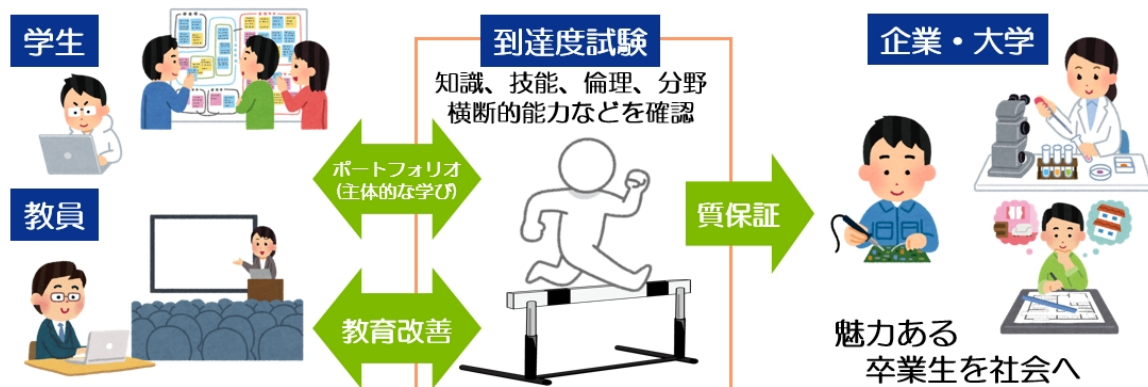 学生
教員
到達度試験
知識、技能、倫理、分野
横断的能力などを確認
ポートフォリオ
(主体的な学び)
教育改善
質保証
企業・大学
魅力ある
卒業生を社会へ